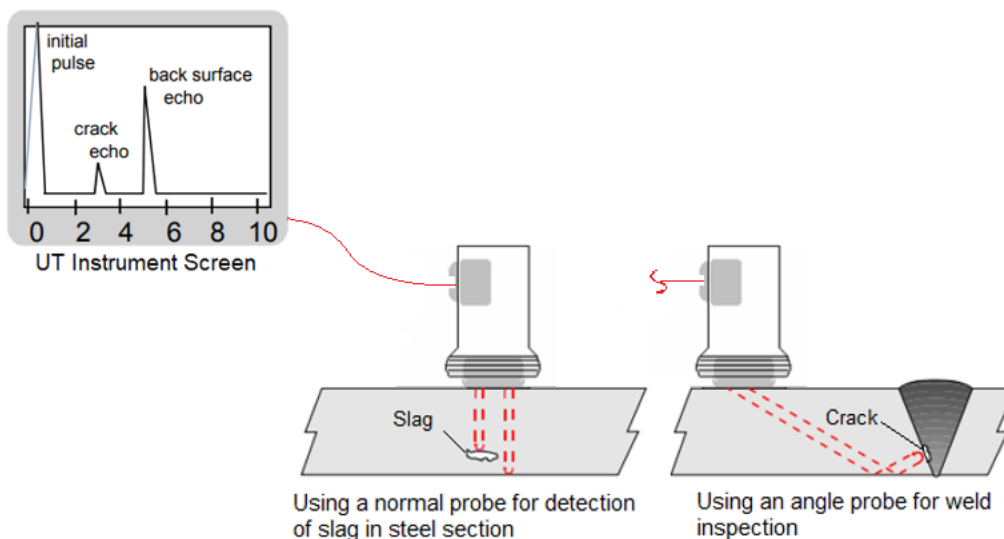 initial
pulse
back surface
echo
crack
echo
0 2 4 6 8 10
UT Instrument Screen
Slag
Crack
Using a normal probe for detection
of slag in steel section
Using an angle probe for weld
inspection